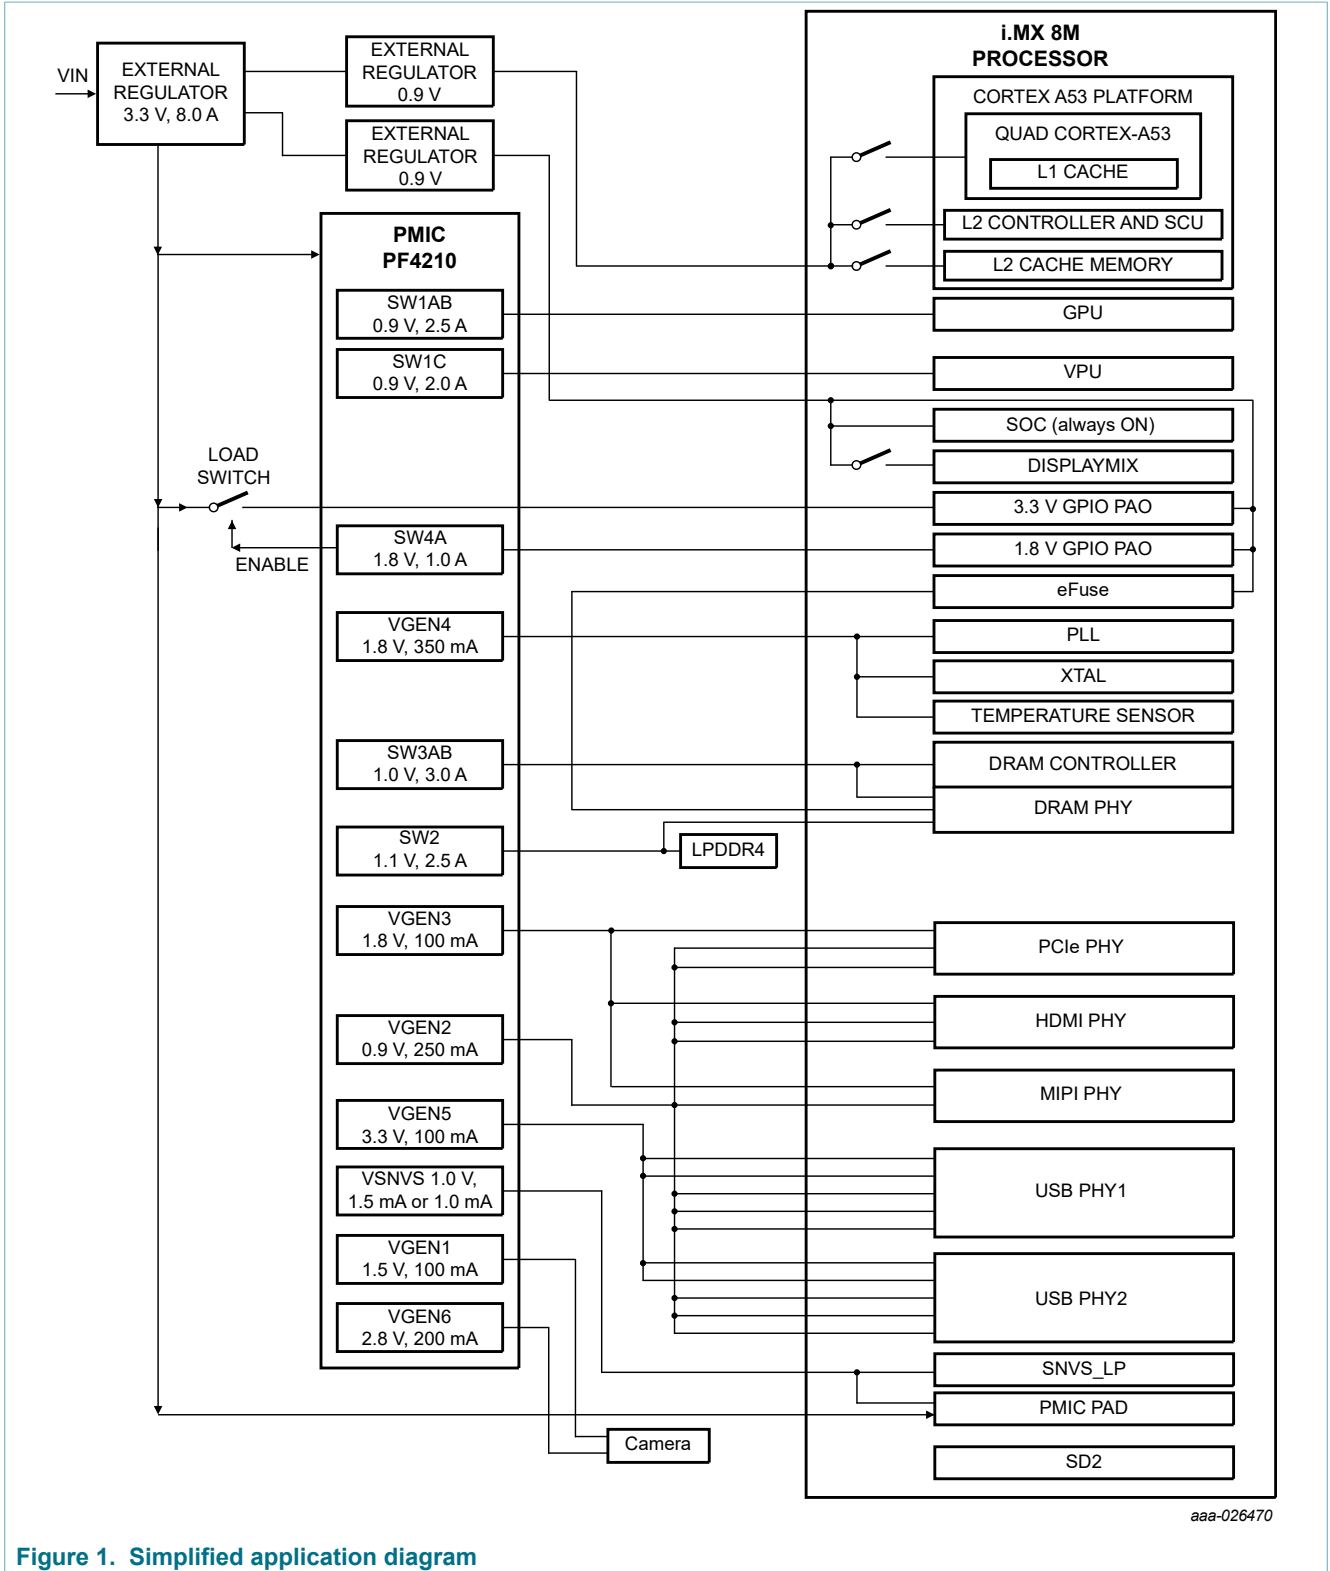 i.MX 8M
PROCESSOR
VIN
EXTERNAL
REGULATOR
3.3 V, 8.0 A
EXTERNAL
REGULATOR
0.9 V
EXTERNAL
REGULATOR
0.9 V
CORTEX A53 PLATFORM
QUAD CORTEX-A53
L1 CACHE
L2 CONTROLLER AND SCU
L2 CACHE MEMORY
PMIC
PF4210
SW1AB
0.9 V, 2.5 A
GPU
SW1C
0.9 V, 2.0 A
VPU
SOC (always ON)
DISPLAYMIX
LOAD
SWITCH
3.3 V GPIO PAO
ENABLE
SW4A
1.8 V, 1.0 A
1.8 V GPIO PAO
eFuse
VGEN4
1.8 V, 350 mA
PLL
XTAL
TEMPERATURE SENSOR
SW3AB
1.0 V, 3.0 A
DRAM CONTROLLER
DRAM PHY
SW2
1.1 V, 2.5 A
LPDDR4
VGEN3
1.8 V, 100 mA
PCIe PHY
HDMI PHY
VGEN2
0.9 V, 250 mA
MIPI PHY
VGEN5
3.3 V, 100 mA
VSNVS 1.0 V,
1.5 mA or 1.0 mA
USB PHY1
VGEN1
1.5 V, 100 mA
USB PHY2
VGEN6
2.8 V, 200 mA
SNVS_LP
PMIC PAD
Camera
SD2
aaa-026470
Figure 1. Simplified application diagram